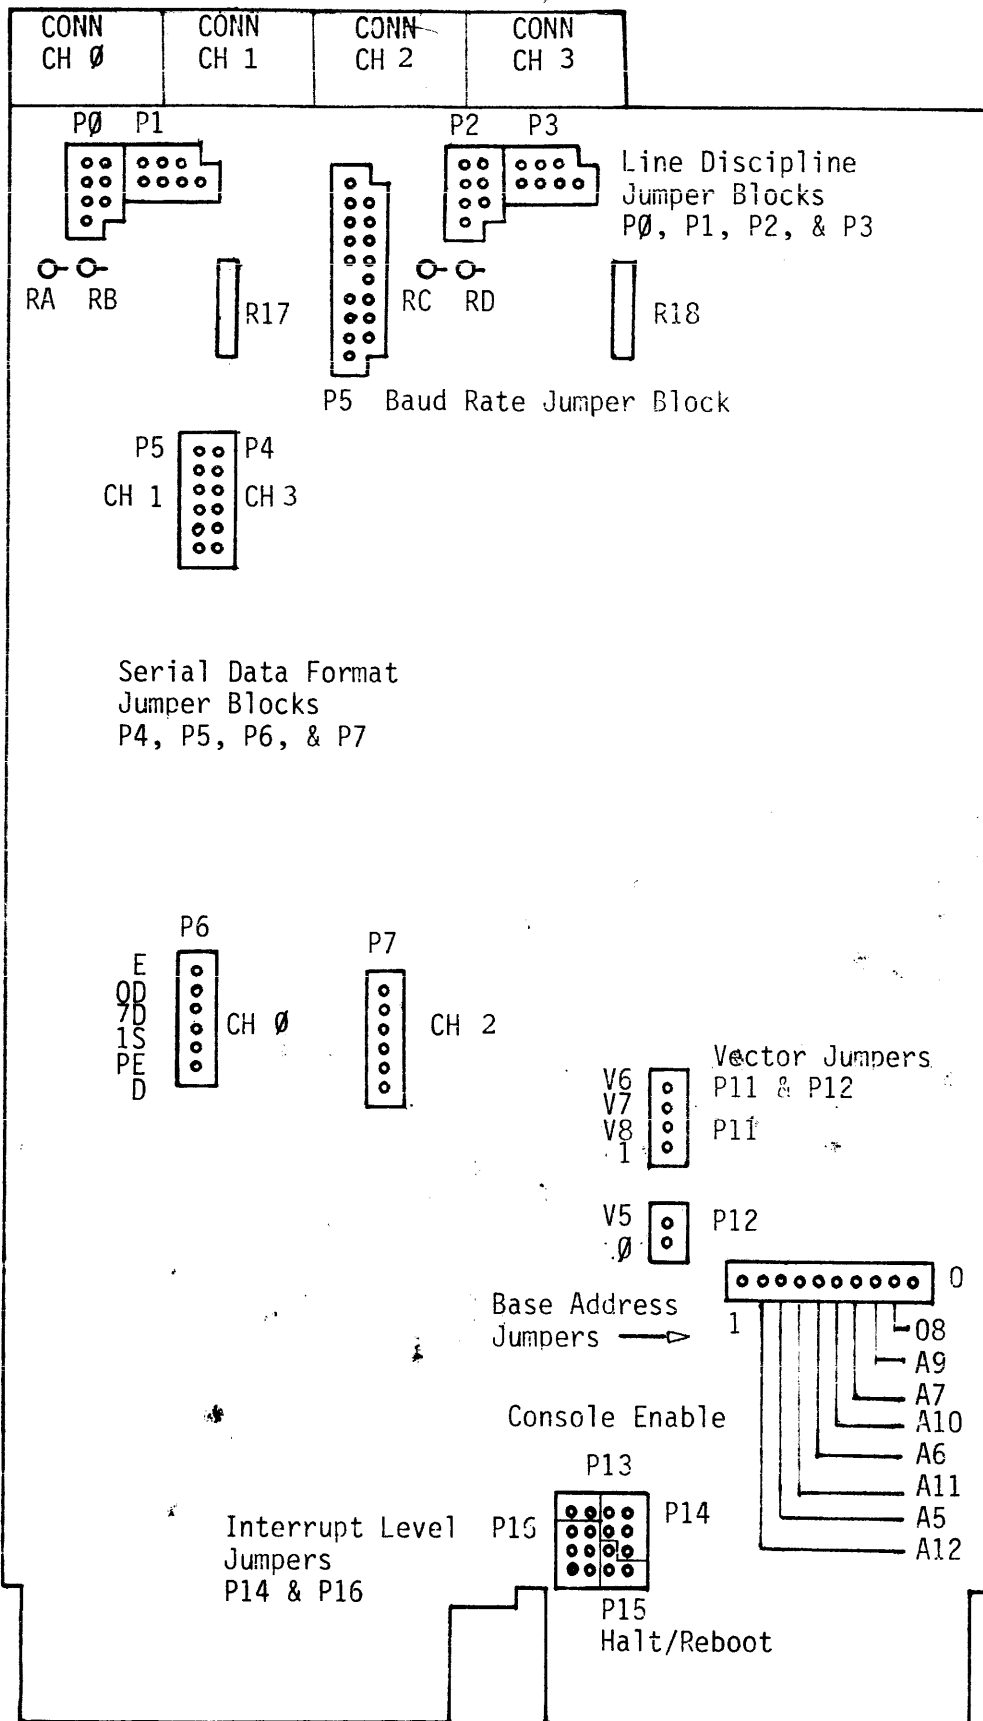 CONN CH Ø
CONN CH 1
CONN CH 2
CONN CH 3
PØ P1
P2 P3
Line Discipline
Jumper Blocks
PØ, P1, P2, & P3
RA RB
R17
RC RD
R18
P5 Baud Rate Jumper Block
P5 P4
CH 1 CH 3
Serial Data Format
Jumper Blocks
P4, P5, P6, & P7
P6
P7
E
OD
7D
1S
PE
D
CH Ø
CH 2
Vector Jumpers
P11 & P12
V6
V7
V8
1
P11
V5
Ø
P12
0
Base Address
Jumpers
1
08
A9
A7
A10
A6
A11
A5
A12
Console Enable
P13
P16
P14
Interrupt Level
Jumpers
P14 & P16
P15
Halt/Reboot